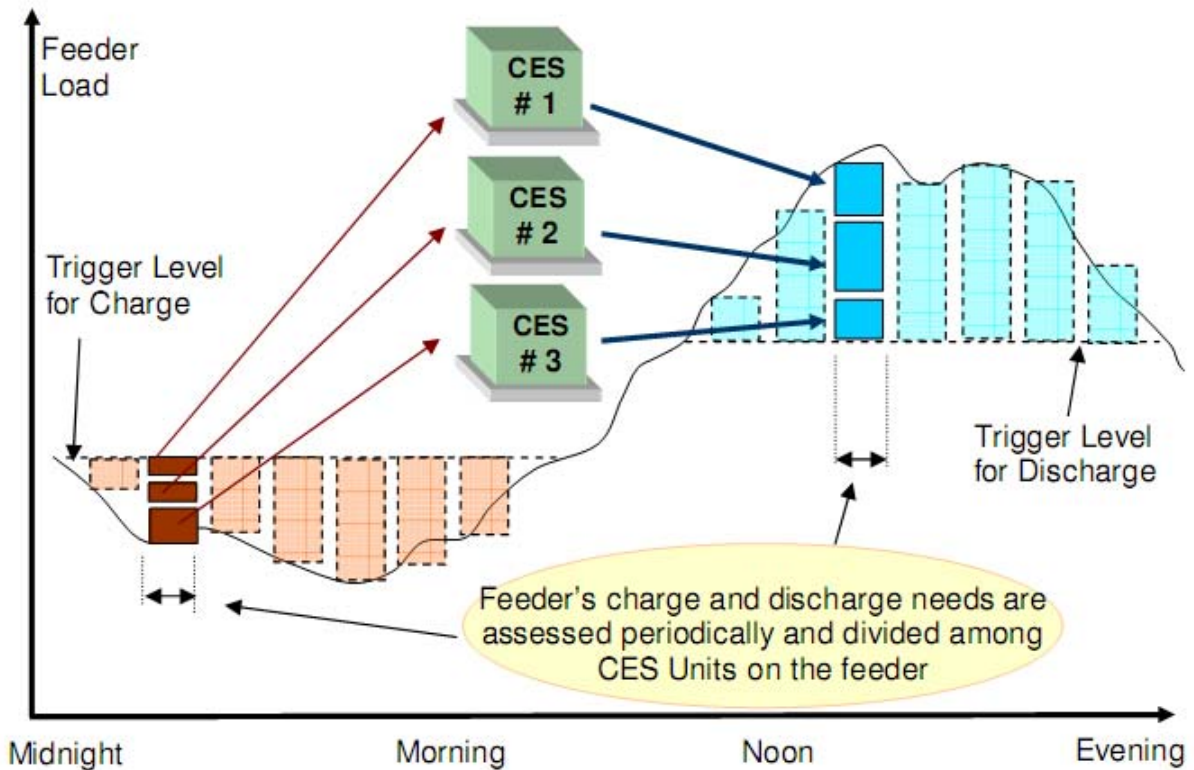 Feeder
Load
CES
# 1
CES
# 2
CES
# 3
Trigger Level
for Charge
Trigger Level
for Discharge
Feeder's charge and discharge needs are
assessed periodically and divided among
CES Units on the feeder
Midnight
Morning
Noon
Evening